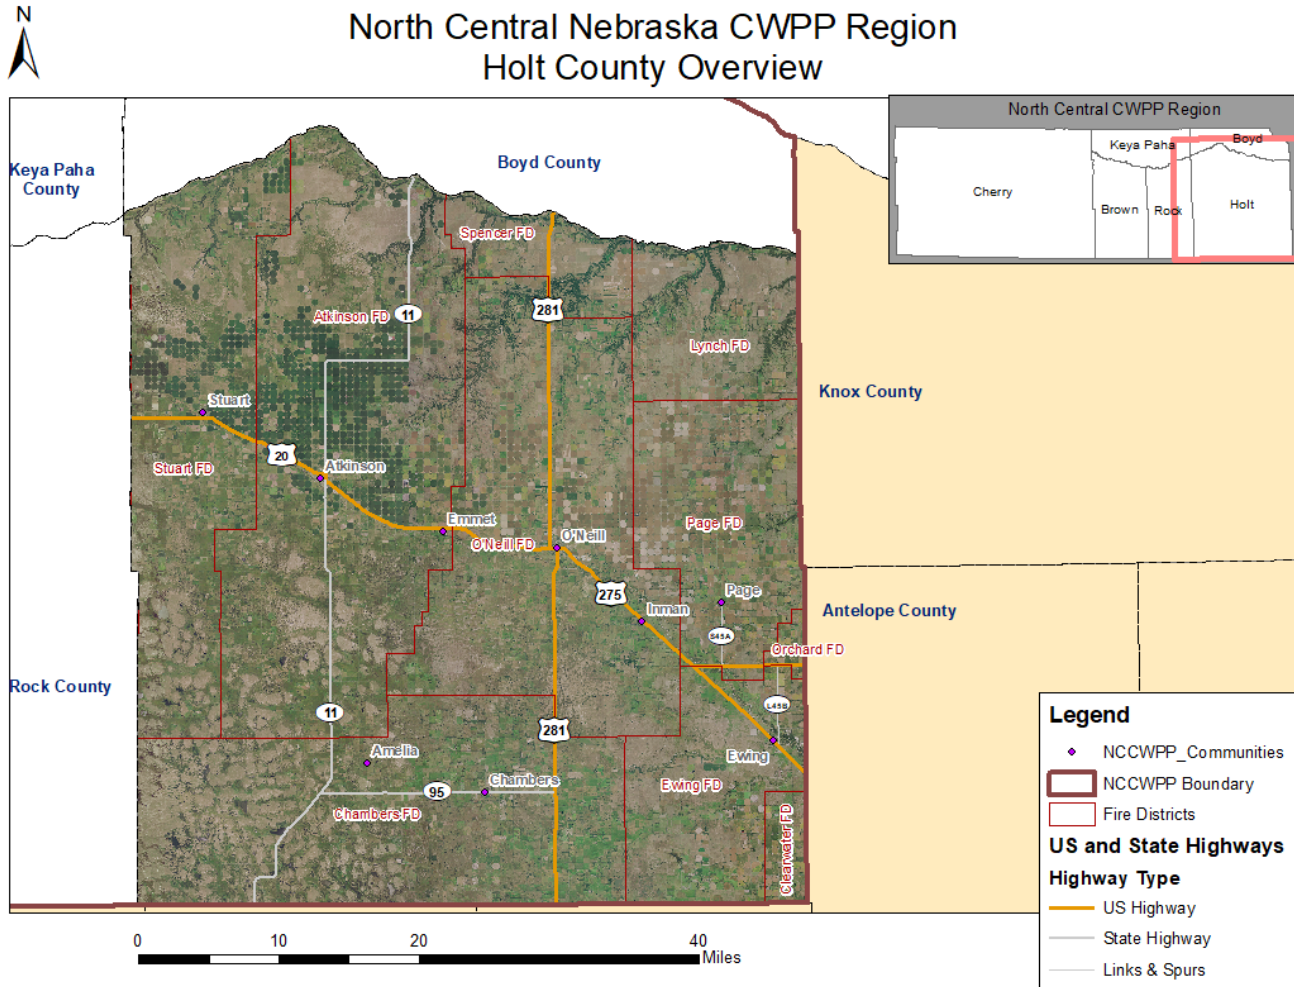 N
North Central Nebraska CWPP Region
Holt County Overview
North Central CWPP Region
Keya Paha
Boyd
Cherry
Brown
Rock
Holt
Keya Paha
County
Boyd County
Spencer FD
281
Atkinson FD
11
Lynch FD
Knox County
Stuart
20
Stuart FD
Atkinson
Emmet
O'Neill FD
O'Neill
Page FD
275
Page
Inman
Antelope County
S45A
Orchard FD
Rock County
L45B
11
281
Amelia
Ewing
Chambers
95
Ewing FD
Chambers FD
Clearwater FD
Legend
NCCWPP_Communities
NCCWPP Boundary
Fire Districts
US and State Highways
Highway Type
US Highway
State Highway
Links & Spurs
0 10 20 40
Miles